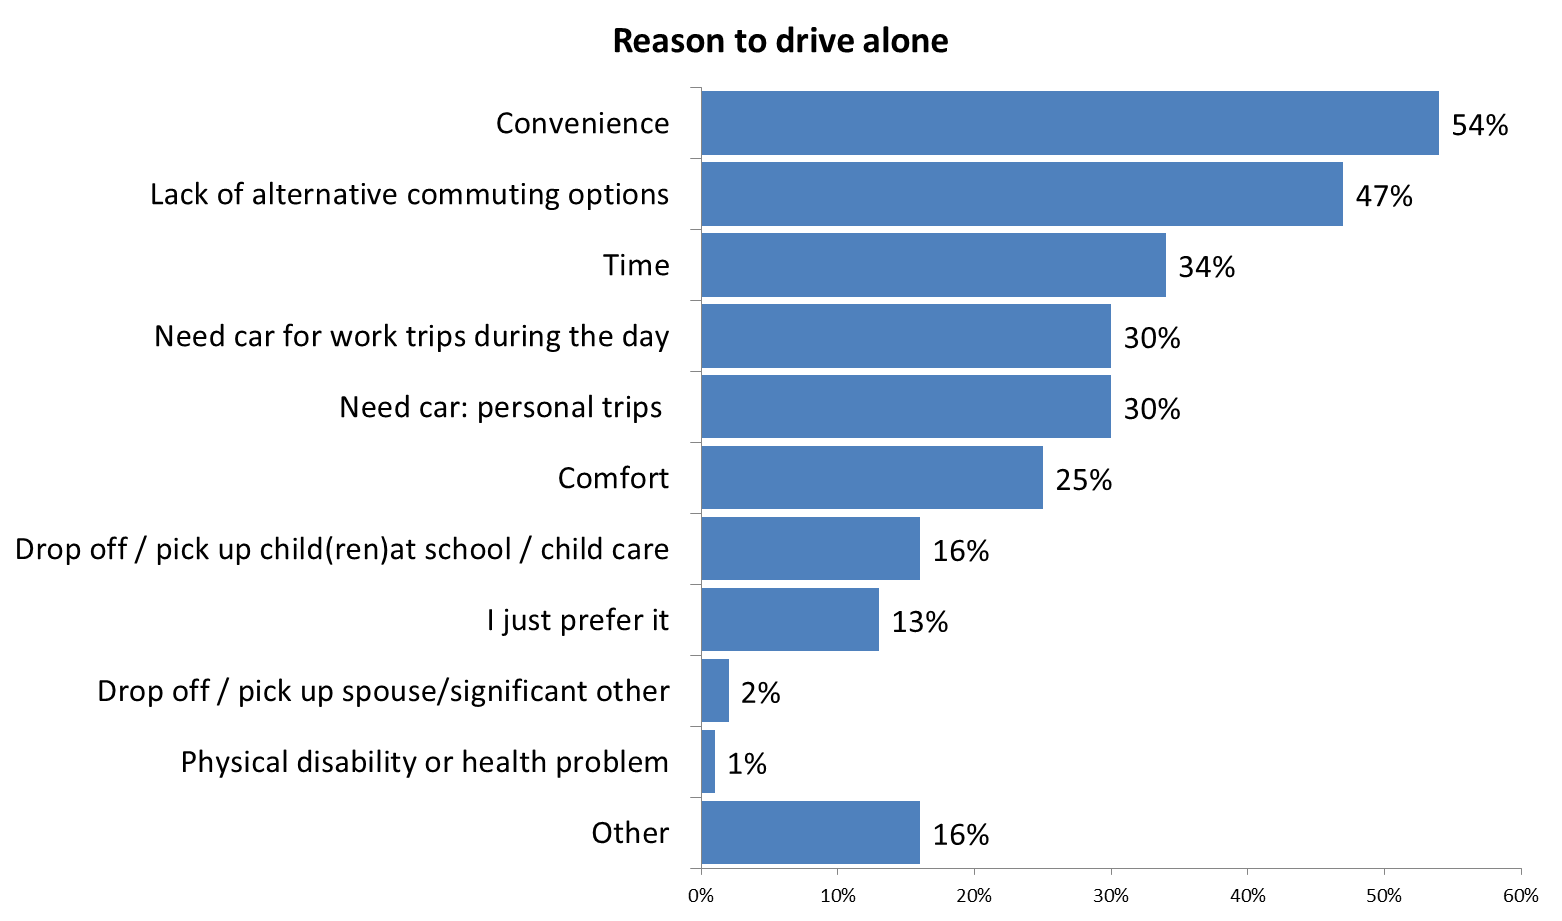 Reason to drive alone
Convenience 54%
Lack of alternative commuting options 47%
Time 34%
Need car for work trips during the day 30%
Need car: personal trips 30%
Comfort 25%
Drop off / pick up child(ren)at school / child care 16%
I just prefer it 13%
Drop off / pick up spouse/significant other 2%
Physical disability or health problem 1%
Other 16%
0% 10% 20% 30% 40% 50% 60%